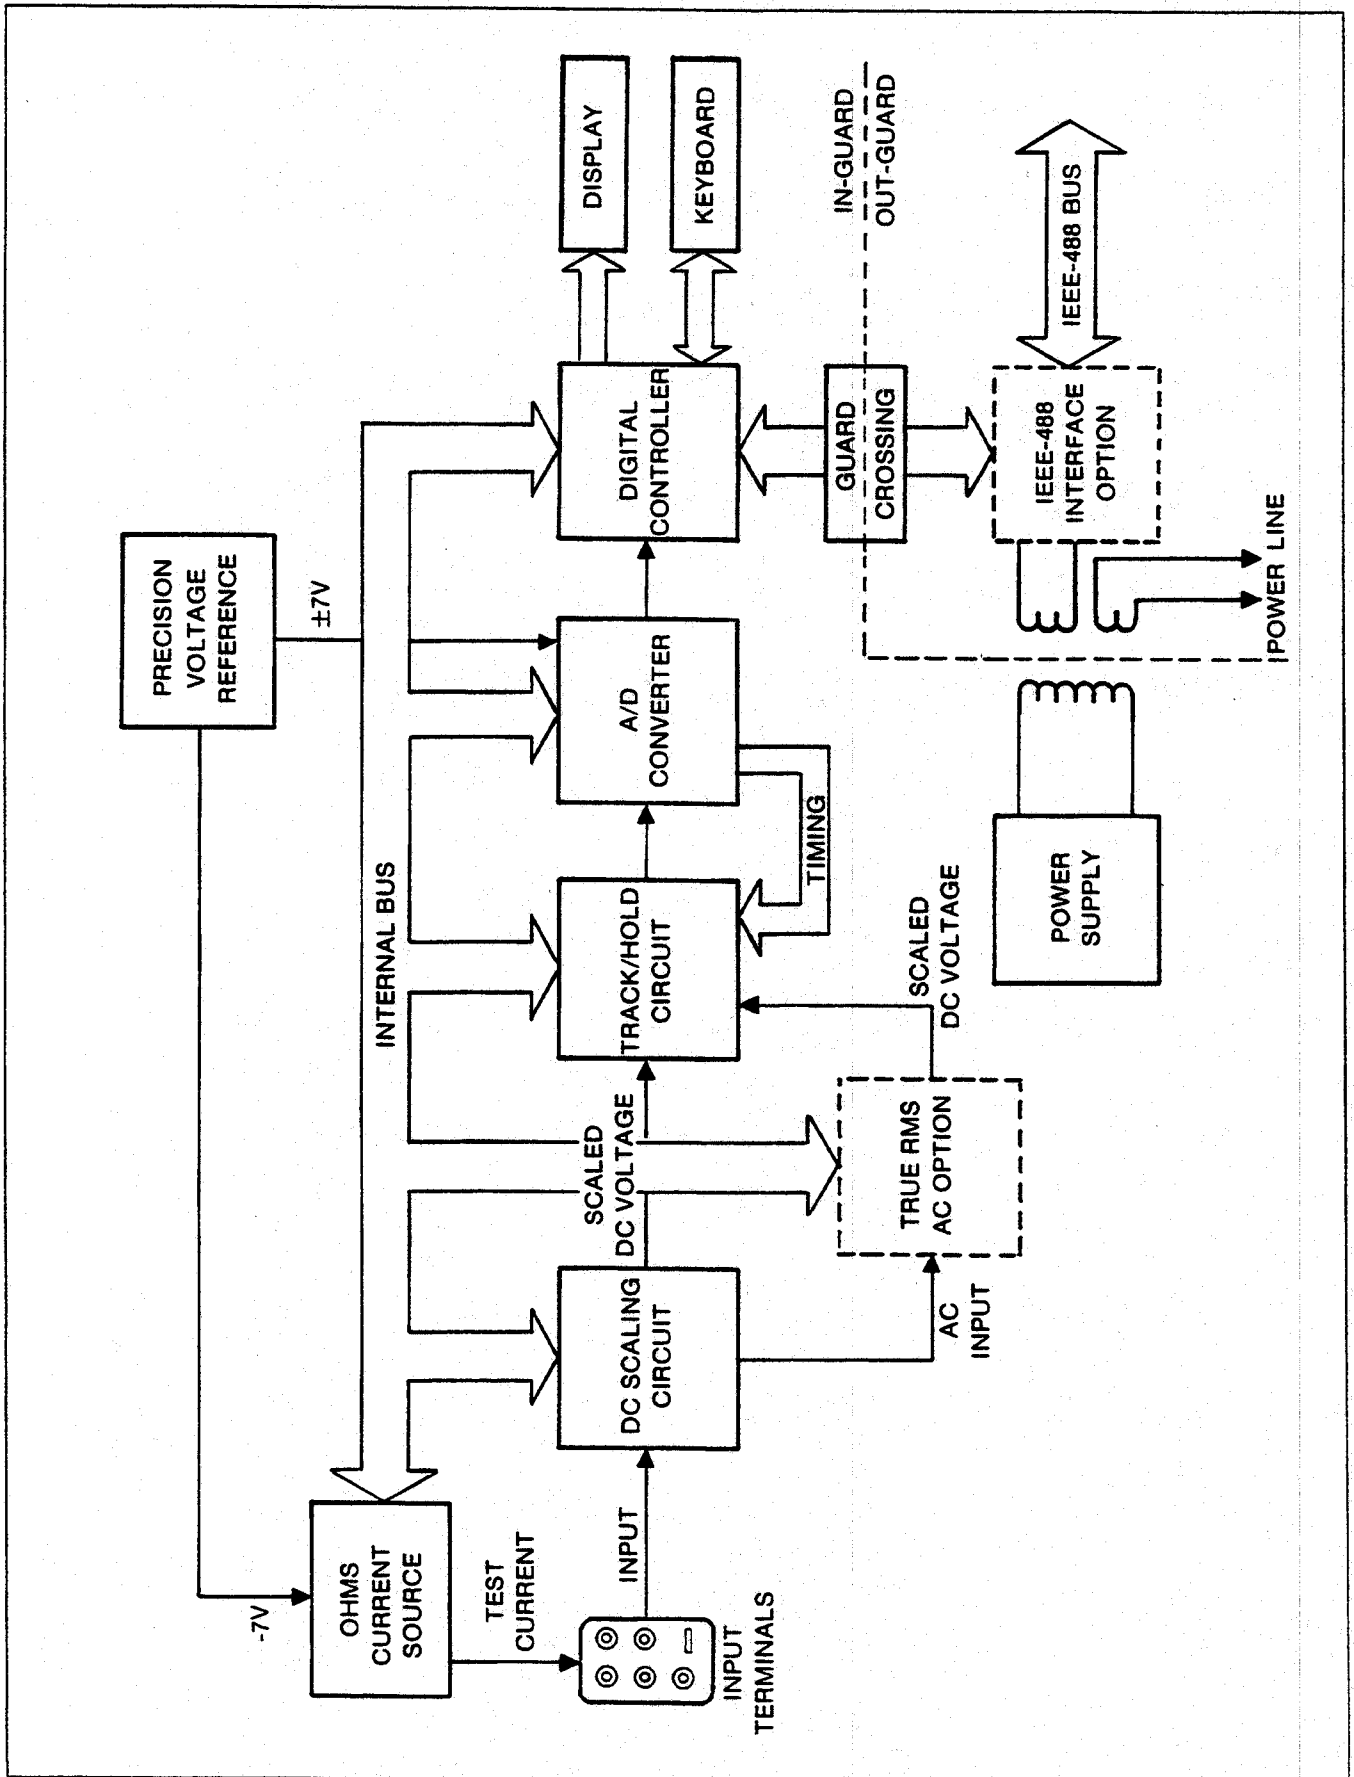 PRECISION
VOLTAGE
REFERENCE
-7V
±7V
OHMS
CURRENT
SOURCE
INTERNAL BUS
TEST
CURRENT
INPUT
INPUT
TERMINALS
DC SCALING
CIRCUIT
SCALED
DC VOLTAGE
TRACK/HOLD
CIRCUIT
A/D
CONVERTER
DIGITAL
CONTROLLER
DISPLAY
KEYBOARD
TIMING
AC
INPUT
TRUE RMS
AC OPTION
SCALED
DC VOLTAGE
GUARD
CROSSING
IN-GUARD
OUT-GUARD
POWER
SUPPLY
POWER LINE
IEEE-488
INTERFACE
OPTION
IEEE-488 BUS